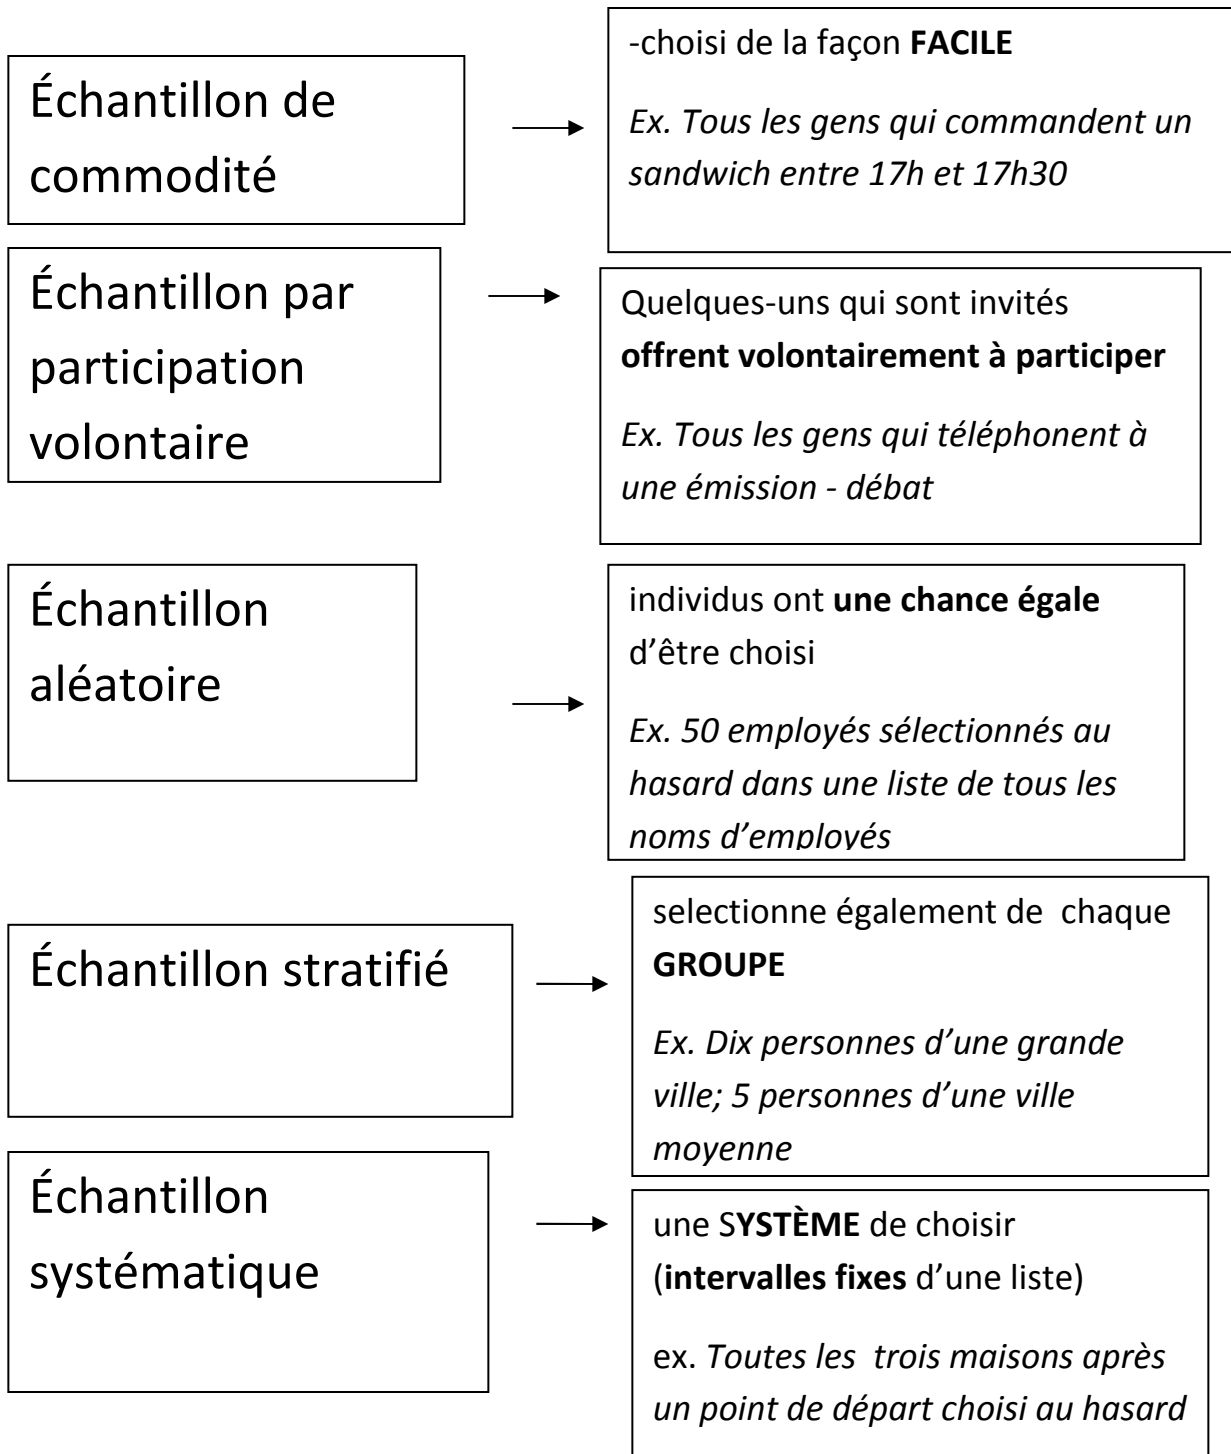 Échantillon de
commodité
-choisi de la façon FACILE
Ex. Tous les gens qui commandent un
sandwich entre 17h et 17h30
Échantillon par
participation
volontaire
Quelques-uns qui sont invités
offrent volontairement à participer
Ex. Tous les gens qui téléphonent à
une émission - débat
Échantillon
aléatoire
individus ont une chance égale
d’être choisi
Ex. 50 employés sélectionnés au
hasard dans une liste de tous les
noms d’employés
Échantillon stratifié
selectionne également de chaque
GROUPE
Ex. Dix personnes d’une grande
ville; 5 personnes d’une ville
moyenne
Échantillon
systématique
une SYSTÈME de choisir
(intervalles fixes d’une liste)
ex. Toutes les trois maisons après
un point de départ choisi au hasard